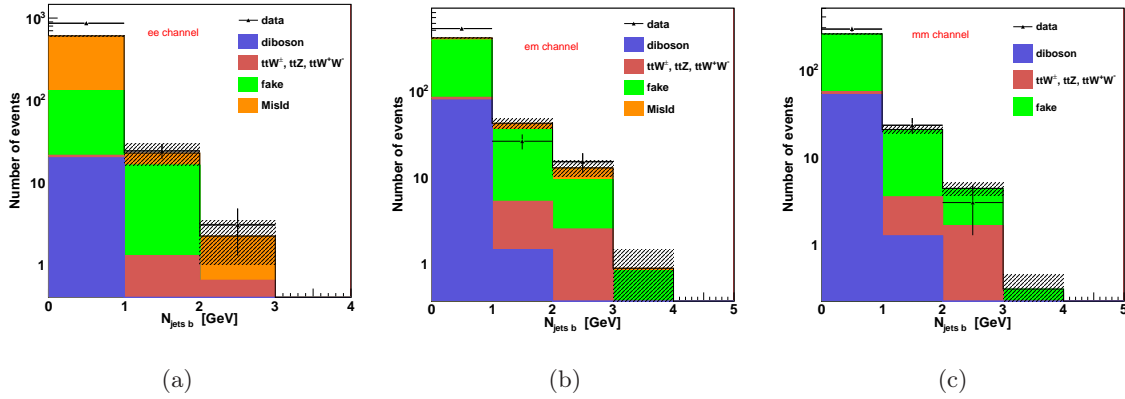 10³
10²
10
1
Number of events
ee channel
data
diboson
ttW±, ttZ, ttW⁺W⁻
fake
MisId
0 1 2 3 4
N_jets b [GeV]
(a)
10²
10
1
Number of events
em channel
data
diboson
ttW±, ttZ, ttW⁺W⁻
fake
MisId
0 1 2 3 4 5
N_jets b [GeV]
(b)
10²
10
1
Number of events
mm channel
data
diboson
ttW±, ttZ, ttW⁺W⁻
fake
0 1 2 3 4 5
N_jets b [GeV]
(c)